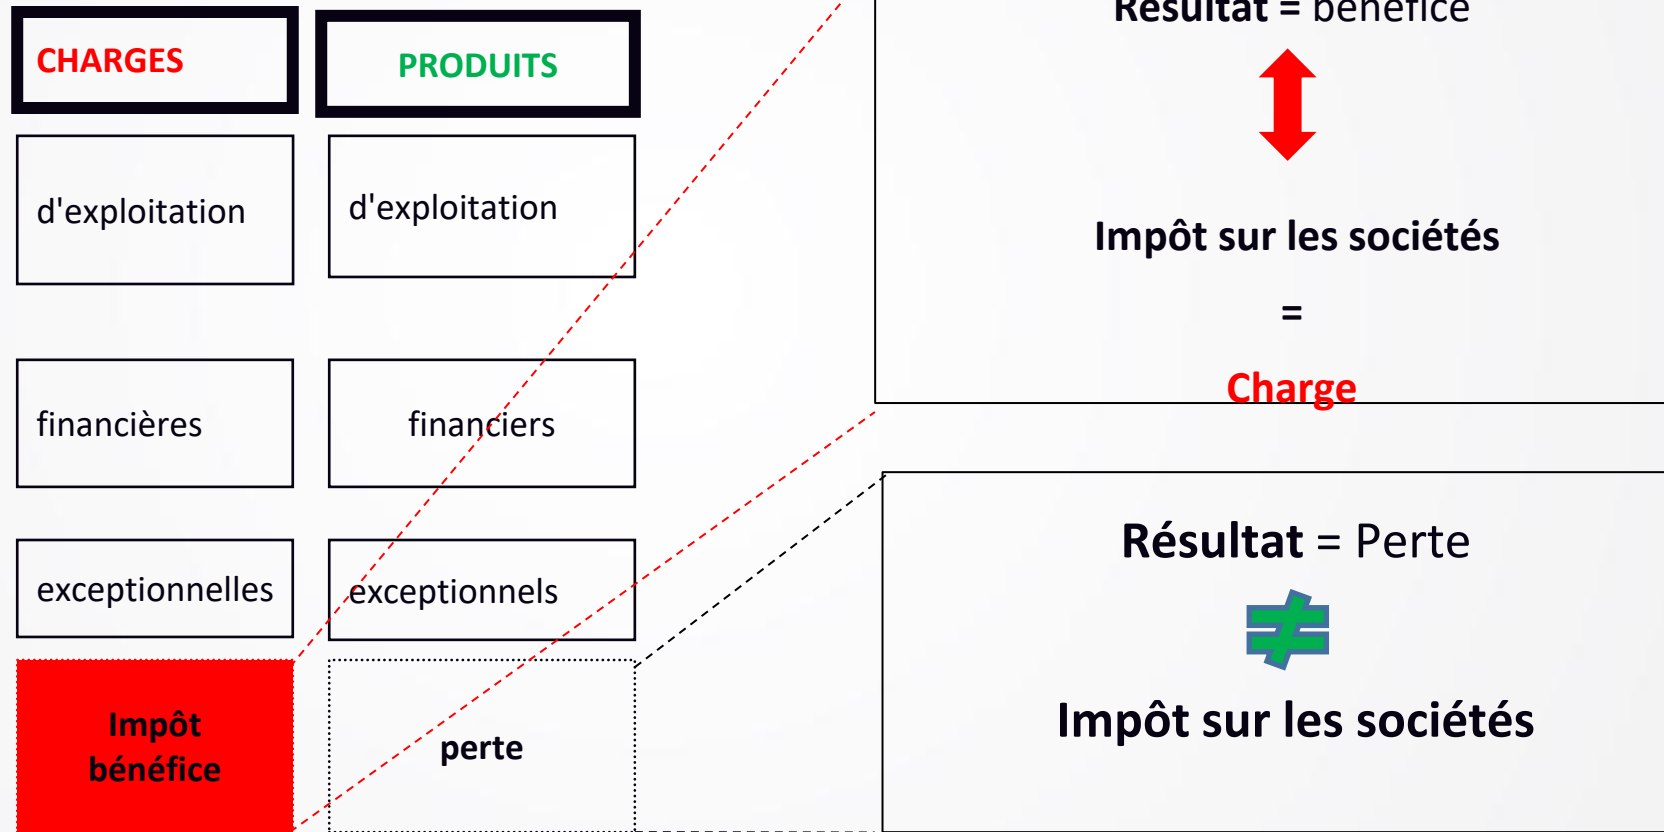 CHARGES
PRODUITS
d'exploitation
d'exploitation
financières
financiers
exceptionnelles
exceptionnels
Impôt
bénéfice
perte
Résultat = bénéfice
Impôt sur les sociétés
=
Charge
Résultat = Perte
≠
Impôt sur les sociétés